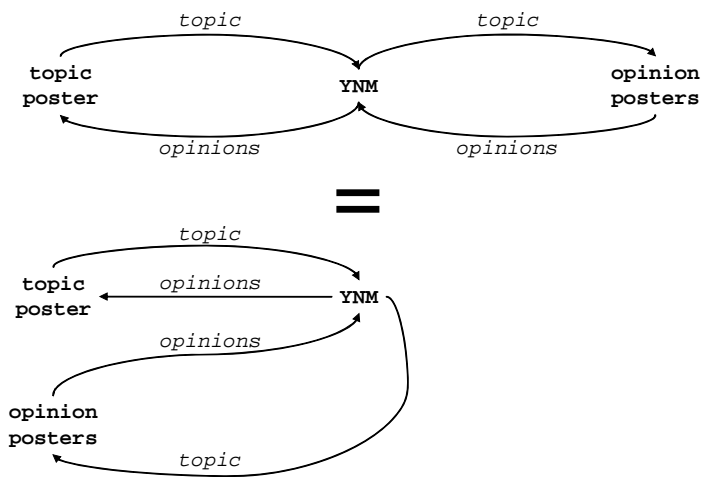 topic topic
topic
poster
YNM
opinion
posters
opinions opinions
=
topic
topic
poster
opinions
YNM
opinions
opinion
posters
topic